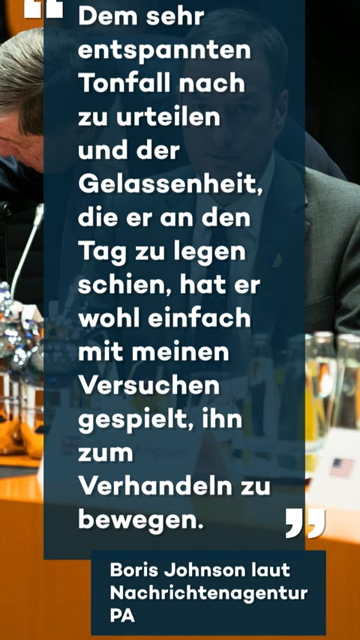 “
Dem sehr
entspannten
Tonfall nach
zu urteilen
und der
Gelassenheit,
die er an den
Tag zu legen
schien, hat er
wohl einfach
mit meinen
Versuchen
gespielt, ihn
zum
Verhandeln zu
bewegen.
”
Boris Johnson laut
Nachrichtenagentur
PA